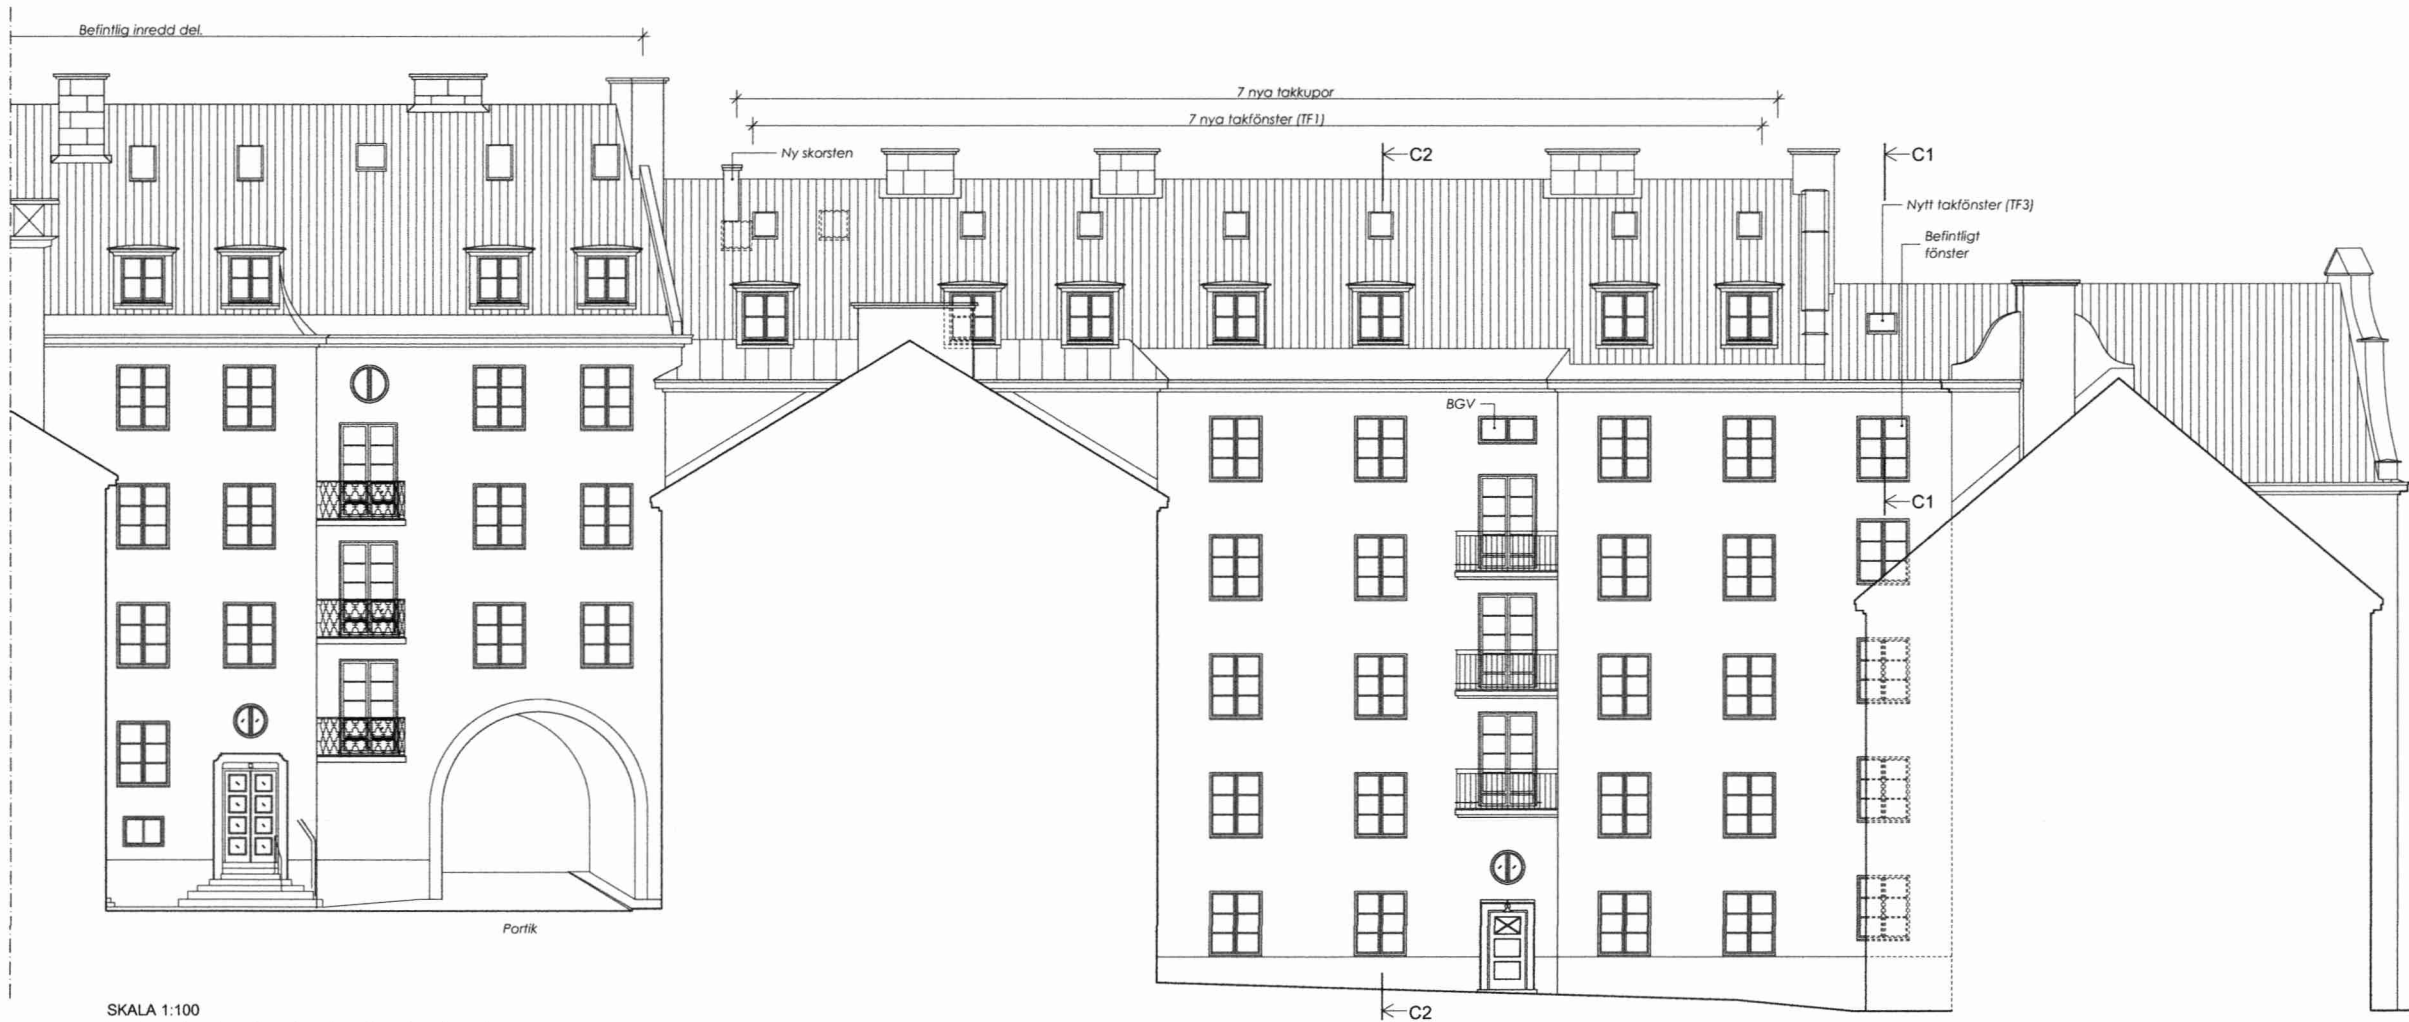 Befintlig inredd del.
7 nya takkupor
7 nya takfönster (TF1)
Ny skorsten
C2
C1
Nytt takfönster (TF3)
Befintligt
fönster
BGV
C1
Portik
SKALA 1:100
C2